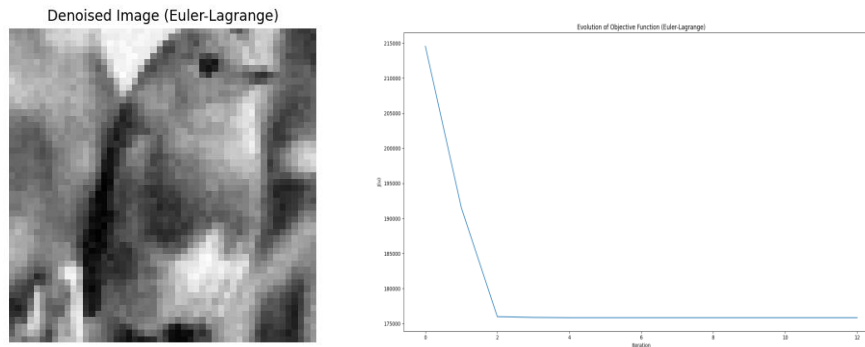 Denoised Image (Euler-Lagrange)
Evolution of Objective Function (Euler-Lagrange)
215000
210000
205000
200000
195000
190000
185000
180000
175000
J(u)
0 2 4 6 8 10 12
Iteration